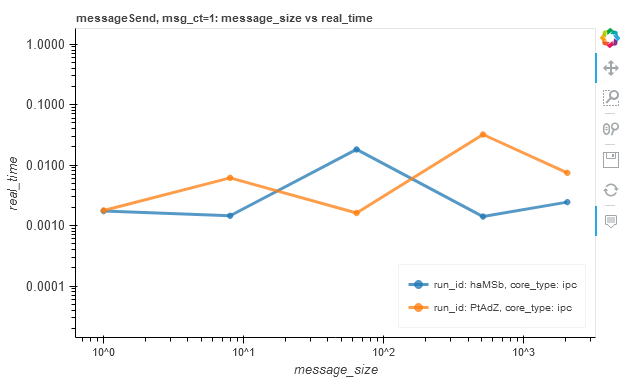 messageSend, msg_ct=1: message_size vs real_time
1.0000
0.1000
0.0100
0.0010
0.0001
real_time
10^0
10^1
10^2
10^3
message_size
run_id: haMSb, core_type: ipc
run_id: PtAdZ, core_type: ipc